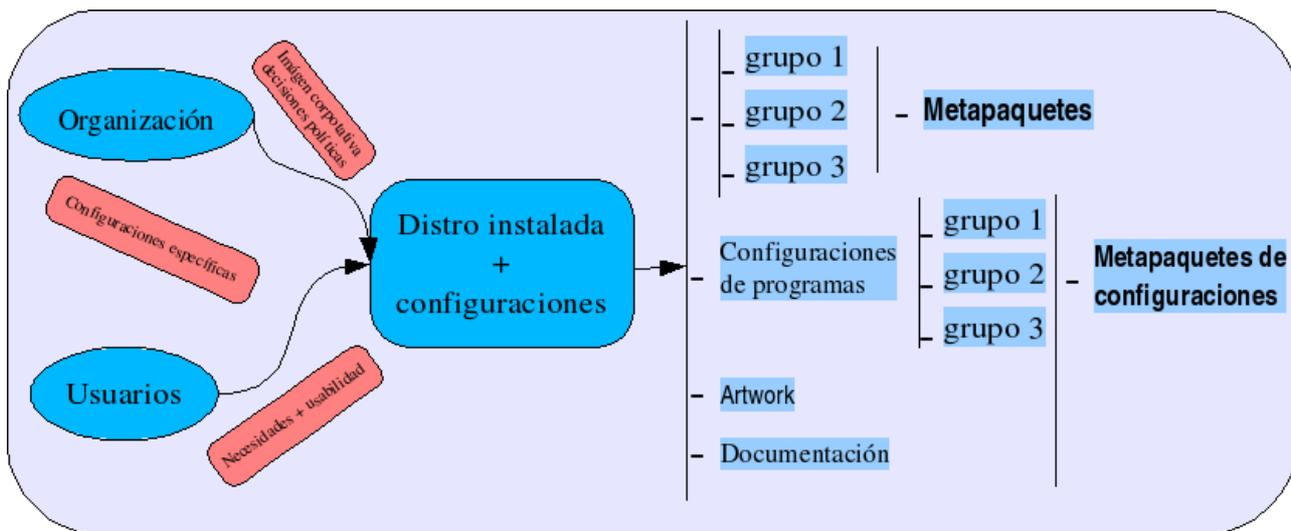 Organización
Imágen corpotativa
decisiones políticas
Configuraciones específicas
Usuarios
Necesidades + usabilidad
Distro instalada
+
configuraciones
grupo 1
grupo 2
grupo 3
Metapaquetes
Configuraciones
de programas
grupo 1
grupo 2
grupo 3
Metapaquetes de
configuraciones
Artwork
Documentación